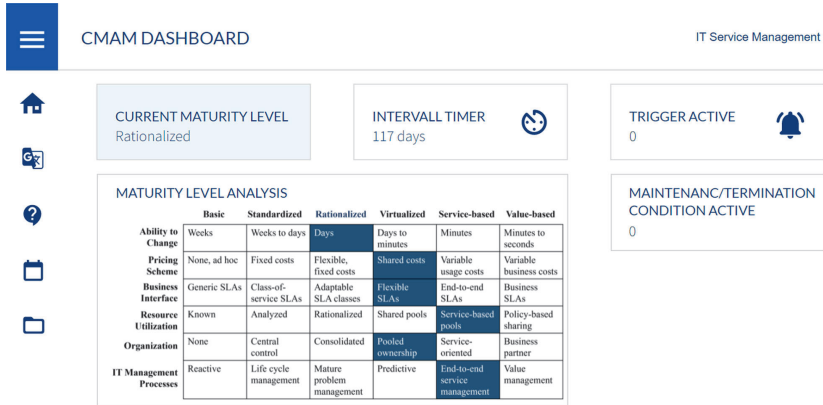 CMAM DASHBOARD
IT Service Management
CURRENT MATURITY LEVEL
Rationalized
INTERVALL TIMER
117 days
TRIGGER ACTIVE
0
MATURITY LEVEL ANALYSIS
Basic Standardized Rationalized Virtualized Service-based Value-based
Ability to Weeks Weeks to days Days Days to Minutes Minutes to
Change minutes seconds
Pricing None, ad hoc Fixed costs Flexible, Shared costs Variable Variable
Scheme fixed costs usage costs business costs
Business Generic SLAs Class-of- Adaptable Flexible End-to-end Business
Interface service SLAs SLA classes SLAs SLAs SLAs
Resource Known Analyzed Rationalized Shared pools Service-based Policy-based
Utilization pools sharing
Organization None Central Consolidated Pooled Service- Business
control ownership oriented partner
IT Management Reactive Life cycle Mature Predictive End-to-end Value
Processes management problem service management
management management
MAINTENANC/TERMINATION
CONDITION ACTIVE
0
G